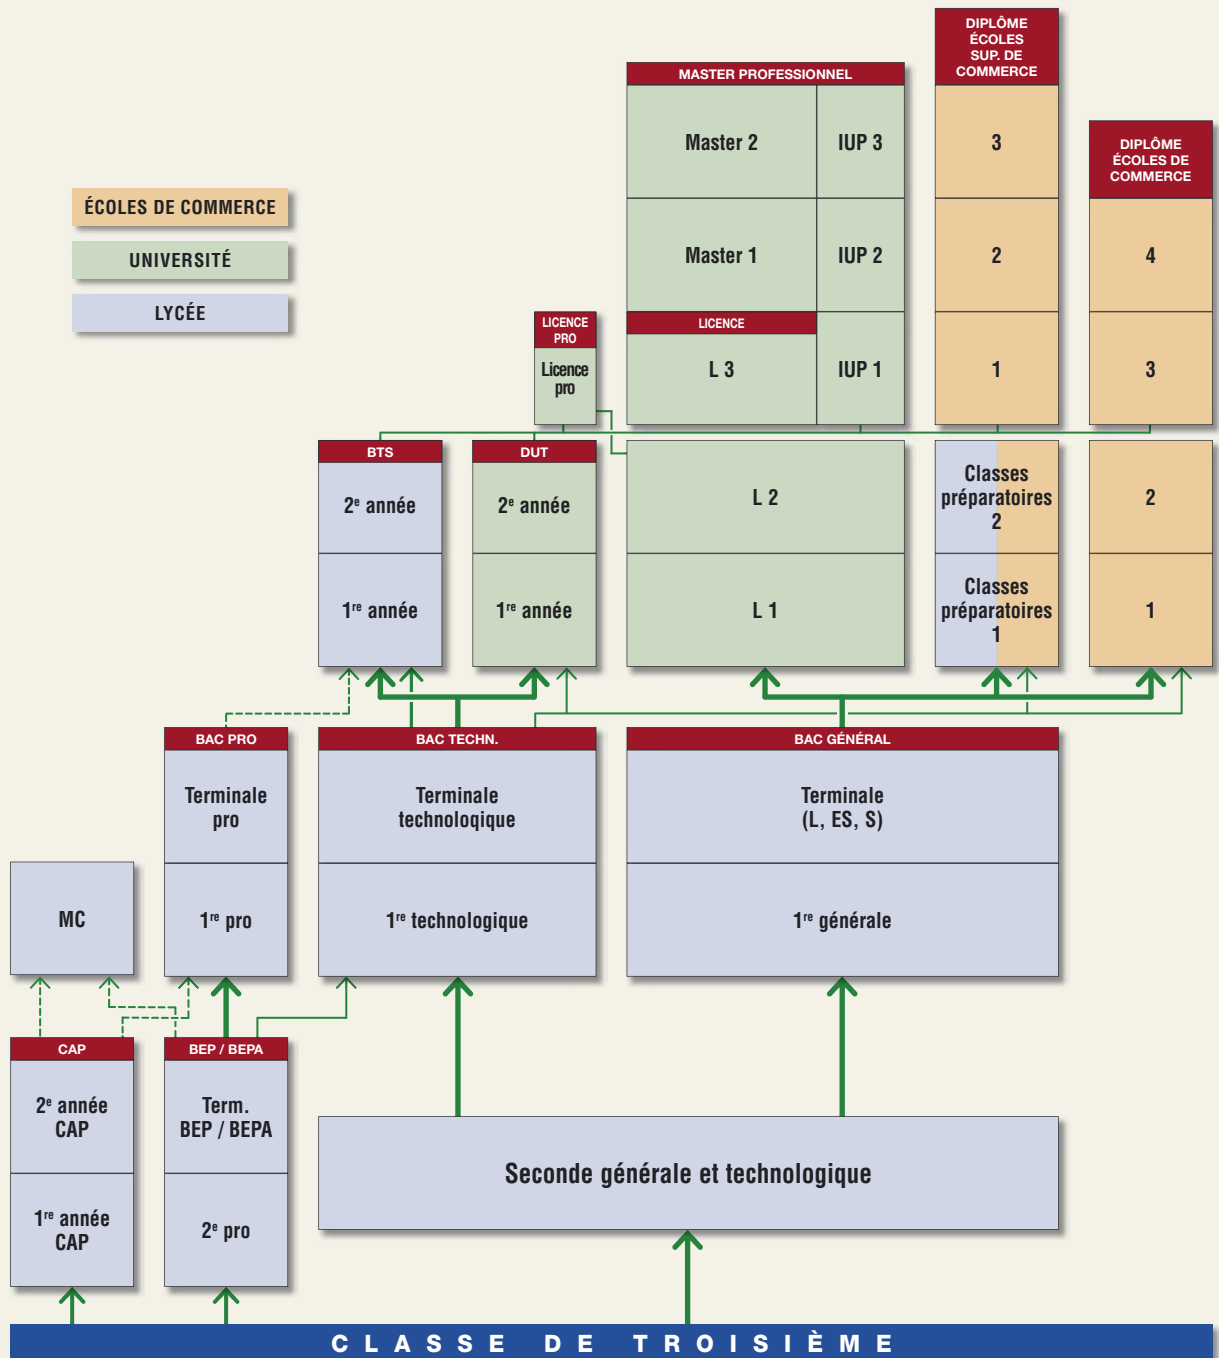 DIPLÔME
ÉCOLES
SUP. DE
COMMERCE
MASTER PROFESSIONNEL
Master 2
IUP 3
3
DIPLÔME
ÉCOLES DE
COMMERCE
ÉCOLES DE COMMERCE
UNIVERSITÉ
LYCÉE
Master 1
IUP 2
2
4
LICENCE
PRO
Licence
pro
LICENCE
L 3
IUP 1
1
3
BTS
2e année
1re année
DUT
2e année
1re année
L 2
L 1
Classes
préparatoires
2
Classes
préparatoires
1
2
1
BAC PRO
Terminale
pro
1re pro
BAC TECHN.
Terminale
technoloqique
1re technologique
BAC GÉNÉRAL
Terminale
(L, ES, S)
1re générale
MC
CAP
2e année
CAP
1re année
CAP
BEP / BEPA
Term.
BEP / BEPA
2e pro
Seconde générale et technologique
CLASSE DE TROISIÈME